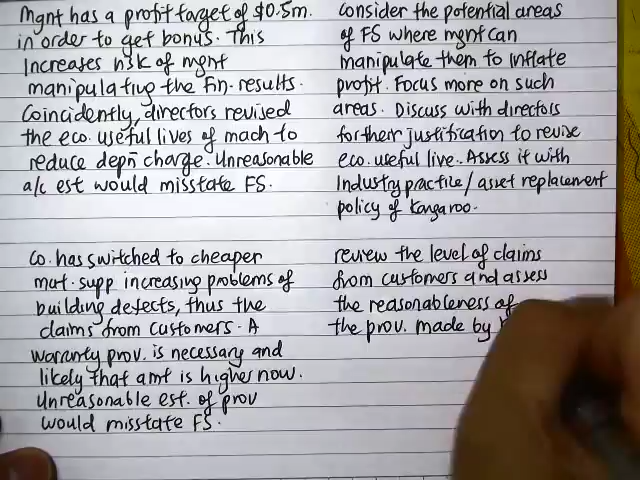 Mgnt has a profit target of $0.5m.
in order to get bonus. This
increases risk of mgnt
manipulating the Fin. results.
Coincidently, directors revised
the eco. useful lives of mach to
reduce depn charge. Unreasonable
a/c est would misstate FS.
Consider the potential areas
of FS where mgnt can
manipulate them to inflate
profit. Focus more on such
areas. Discuss with directors
for their justification to revise
eco. useful live. Assess it with
Industry practice/asset replacement
policy of Kangaroo.
Co. has switched to cheaper
mat. supp increasing problems of
building defects, thus the
claims from customers. A
warranty prov. is necessary and
likely that amt is higher now.
Unreasonable est. of prov
would misstate FS.
review the level of claims
from customers and assess
the reasonableness of
the prov. made by